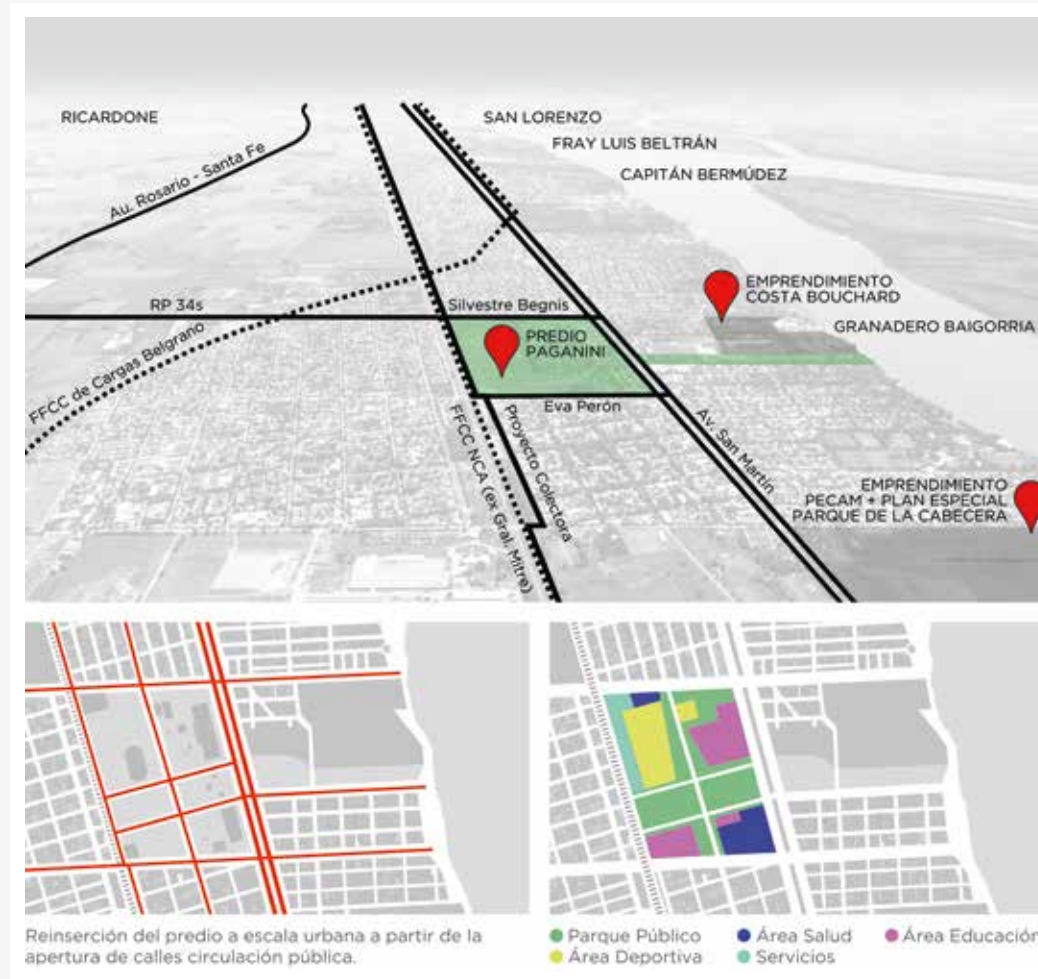 RICARDONE
SAN LORENZO
FRAY LUIS BELTRÁN
CAPITÁN BERMÚDEZ
Au. Rosario - Santa Fe
EMPRENDIMIENTO
COSTA BOUCHARD
RP 34s
Silvestre Begnis
GRANADERO BAIGORRIA
FFCC de Cargas Belgrano
PREDIO
PAGANINI
Eva Perón
FFCC NCA (ex Gral. Mitre)
Proyecto Colectora
Av. San Martín
EMPRENDIMIENTO
PECAM + PLAN ESPECIAL
PARQUE DE LA CABECERA
Reinserción del predio a escala urbana a partir de la
apertura de calles circulación pública.
Parque Público
Área Salud
Área Educación
Área Deportiva
Servicios